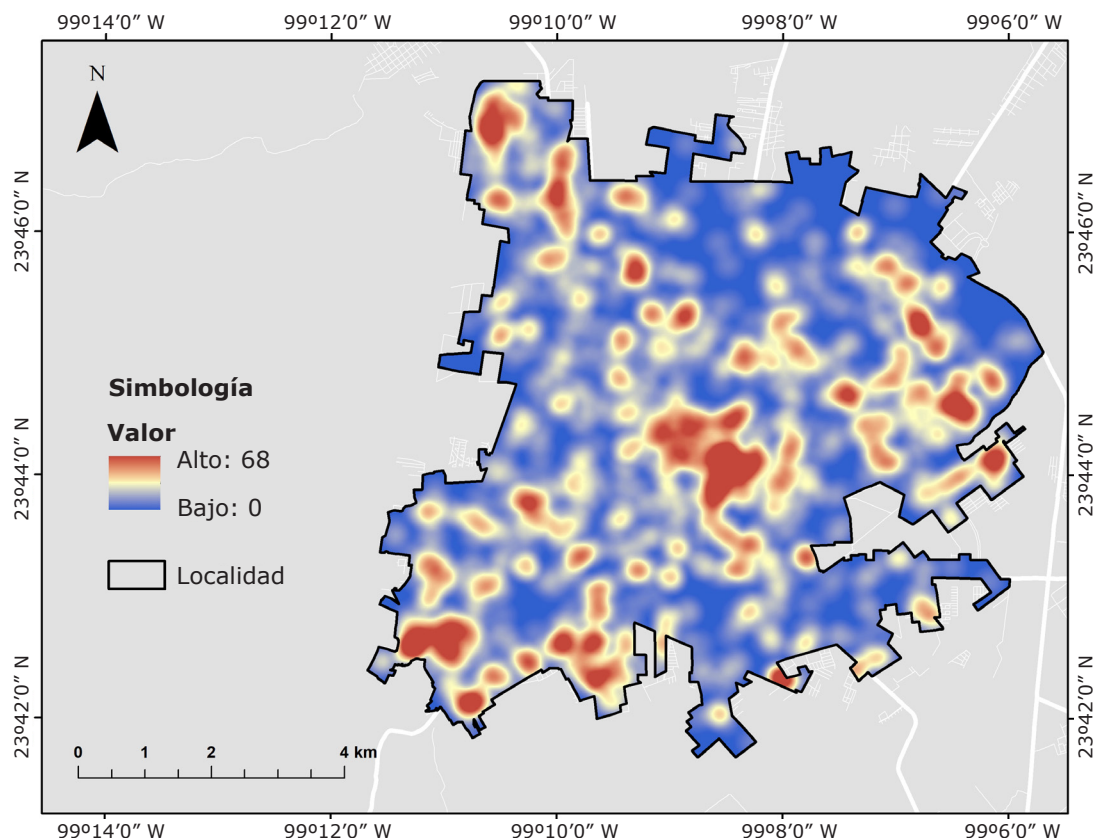 99º14’0” W 99º12’0” W 99º10’0” W 99º8’0” W 99º6’0” W
N
23º46’0” N
23º46’0” N
Simbología
Valor
Alto: 68
Bajo: 0
Localidad
23º44’0” N
23º44’0” N
23º42’0” N
23º42’0” N
0 1 2 4 km
99º14’0” W 99º12’0” W 99º10’0” W 99º8’0” W 99º6’0” W